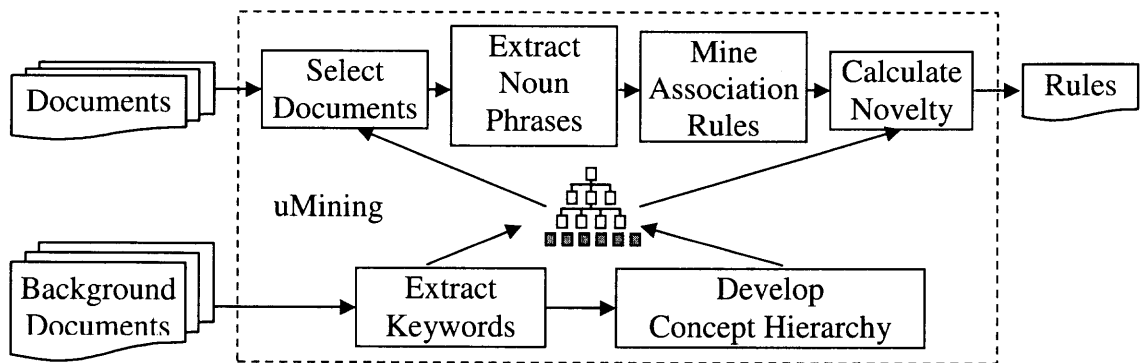 Documents
Select
Documents
Extract
Noun
Phrases
Mine
Association
Rules
Calculate
Novelty
Rules
uMining
Background
Documents
Extract
Keywords
Develop
Concept Hierarchy